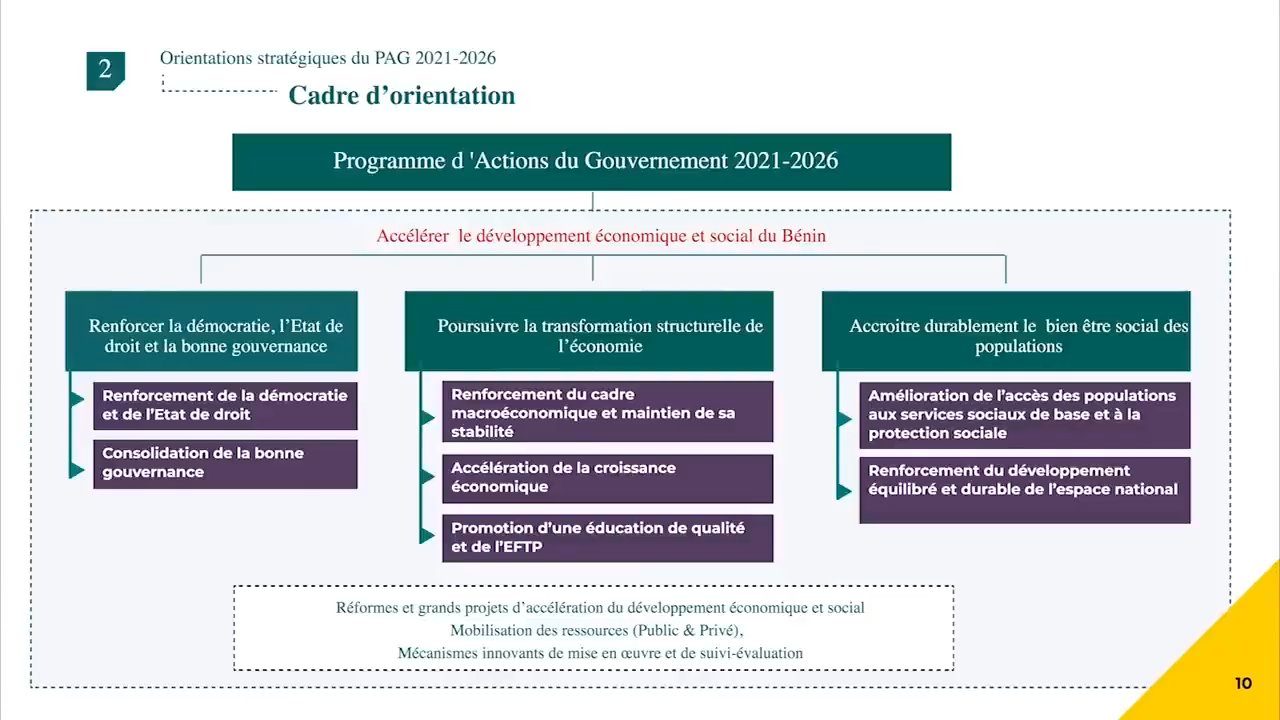 2
Orientations stratégiques du PAG 2021-2026
Cadre d’orientation
Programme d 'Actions du Gouvernement 2021-2026
Accélérer  le développement économique et social du Bénin
Renforcer la démocratie, l’Etat de
droit et la bonne gouvernance
Renforcement de la démocratie
et de l’Etat de droit
Consolidation de la bonne
gouvernance
Poursuivre la transformation structurelle de
l’économie
Renforcement du cadre
macroéconomique et maintien de sa
stabilité
Accélération de la croissance
économique
Promotion d’une éducation de qualité
et de l’EFTP
Accroitre durablement le  bien être social des
populations
Amélioration de l’accès des populations
aux services sociaux de base et à la
protection sociale
Renforcement du développement
équilibré et durable de l’espace national
Réformes et grands projets d’accélération du développement économique et social
Mobilisation des ressources (Public & Privé),
Mécanismes innovants de mise en œuvre et de suivi-évaluation
10